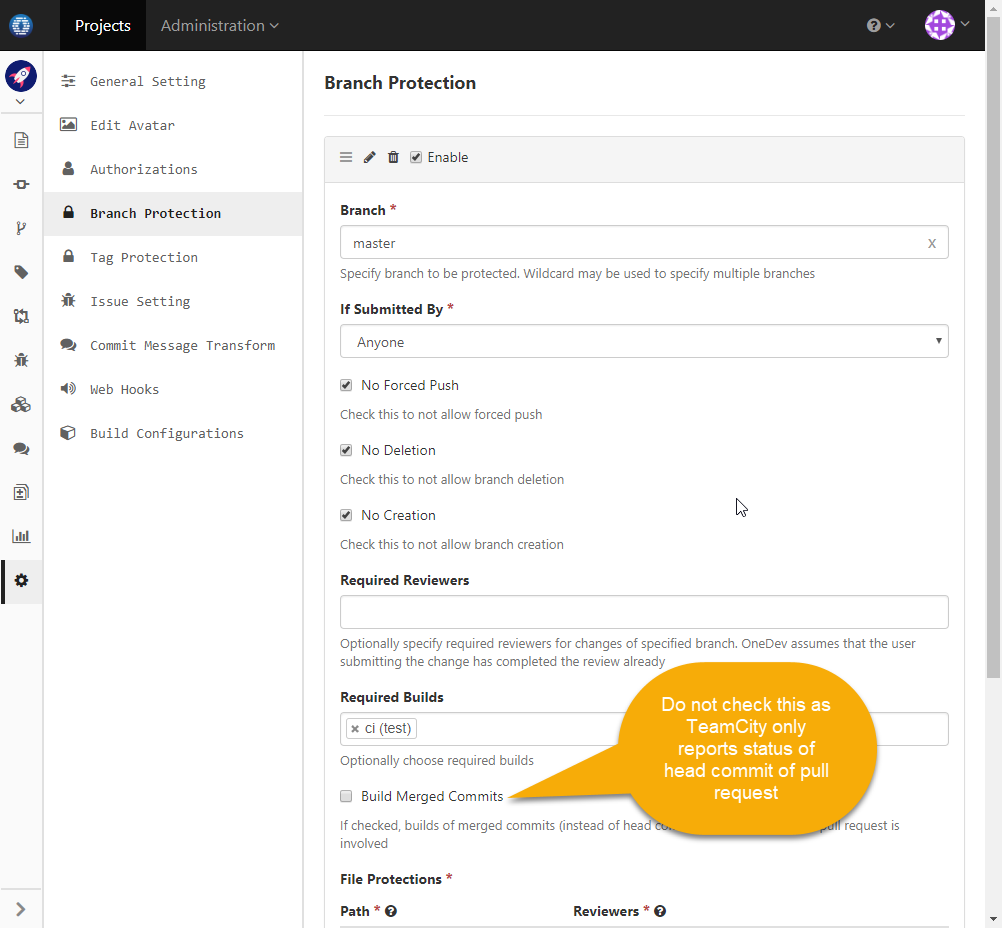 Projects
Administration
General Setting
Edit Avatar
Authorizations
Branch Protection
Tag Protection
Issue Setting
Commit Message Transform
Web Hooks
Build Configurations
Branch Protection
Enable
Branch *
master
X
Specify branch to be protected. Wildcard may be used to specify multiple branches
If Submitted By *
Anyone
No Forced Push
Check this to not allow forced push
No Deletion
Check this to not allow branch deletion
No Creation
Check this to not allow branch creation
Required Reviewers
Optionally specify required reviewers for changes of specified branch. OneDev assumes that the user
submitting the change has completed the review already
Required Builds
× ci (test)
Optionally choose required builds
Build Merged Commits
Do not check this as
TeamCity only
reports status of
head commit of pull
request
If checked, builds of merged commits (instead of head pull request is
involved
File Protections *
Path *
Reviewers *